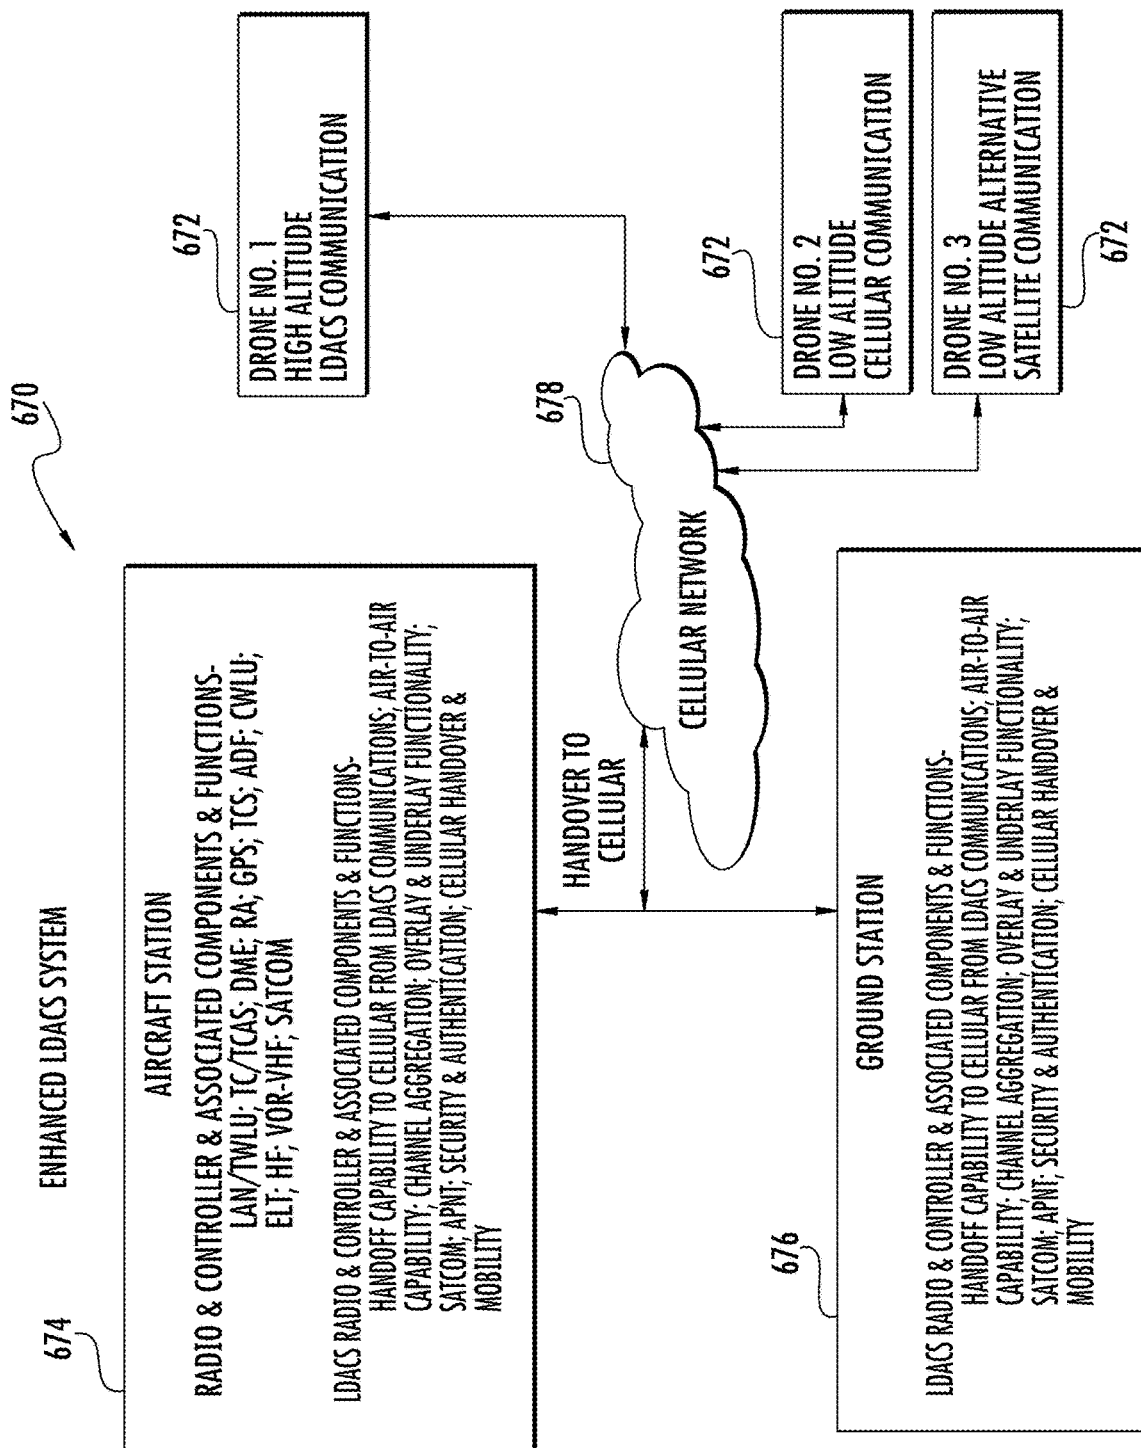 ENHANCED LDACS SYSTEM
670
674
AIRCRAFT STATION
RADIO & CONTROLLER & ASSOCIATED COMPONENTS & FUNCTIONS-
LAN/TWLU; TC/TCAS; DME; RA; GPS; TCS; ADF; CWLU;
ELT; HF; VOR-VHF; SATCOM
LDACS RADIO & CONTROLLER & ASSOCIATED COMPONENTS & FUNCTIONS-
HANDOFF CAPABILITY TO CELLULAR FROM LDACS COMMUNICATIONS; AIR-TO-AIR
CAPABILITY; CHANNEL AGGREGATION; OVERLAY & UNDERLAY FUNCTIONALITY;
SATCOM; APNT; SECURITY & AUTHENTICATION; CELLULAR HANDOVER &
MOBILITY
672
DRONE NO. 1
HIGH ALTITUDE
LDACS COMMUNICATION
HANDOVER TO
CELLULAR
678
CELLULAR NETWORK
672
DRONE NO. 2
LOW ALTITUDE
CELLULAR COMMUNICATION
DRONE NO. 3
LOW ALTITUDE ALTERNATIVE
SATELLITE COMMUNICATION
672
676
GROUND STATION
LDACS RADIO & CONTROLLER & ASSOCIATED COMPONENTS & FUNCTIONS-
HANDOFF CAPABILITY TO CELLULAR FROM LDACS COMMUNICATIONS; AIR-TO-AIR
CAPABILITY; CHANNEL AGGREGATION; OVERLAY & UNDERLAY FUNCTIONALITY;
SATCOM; APNT; SECURITY & AUTHENTICATION; CELLULAR HANDOVER &
MOBILITY